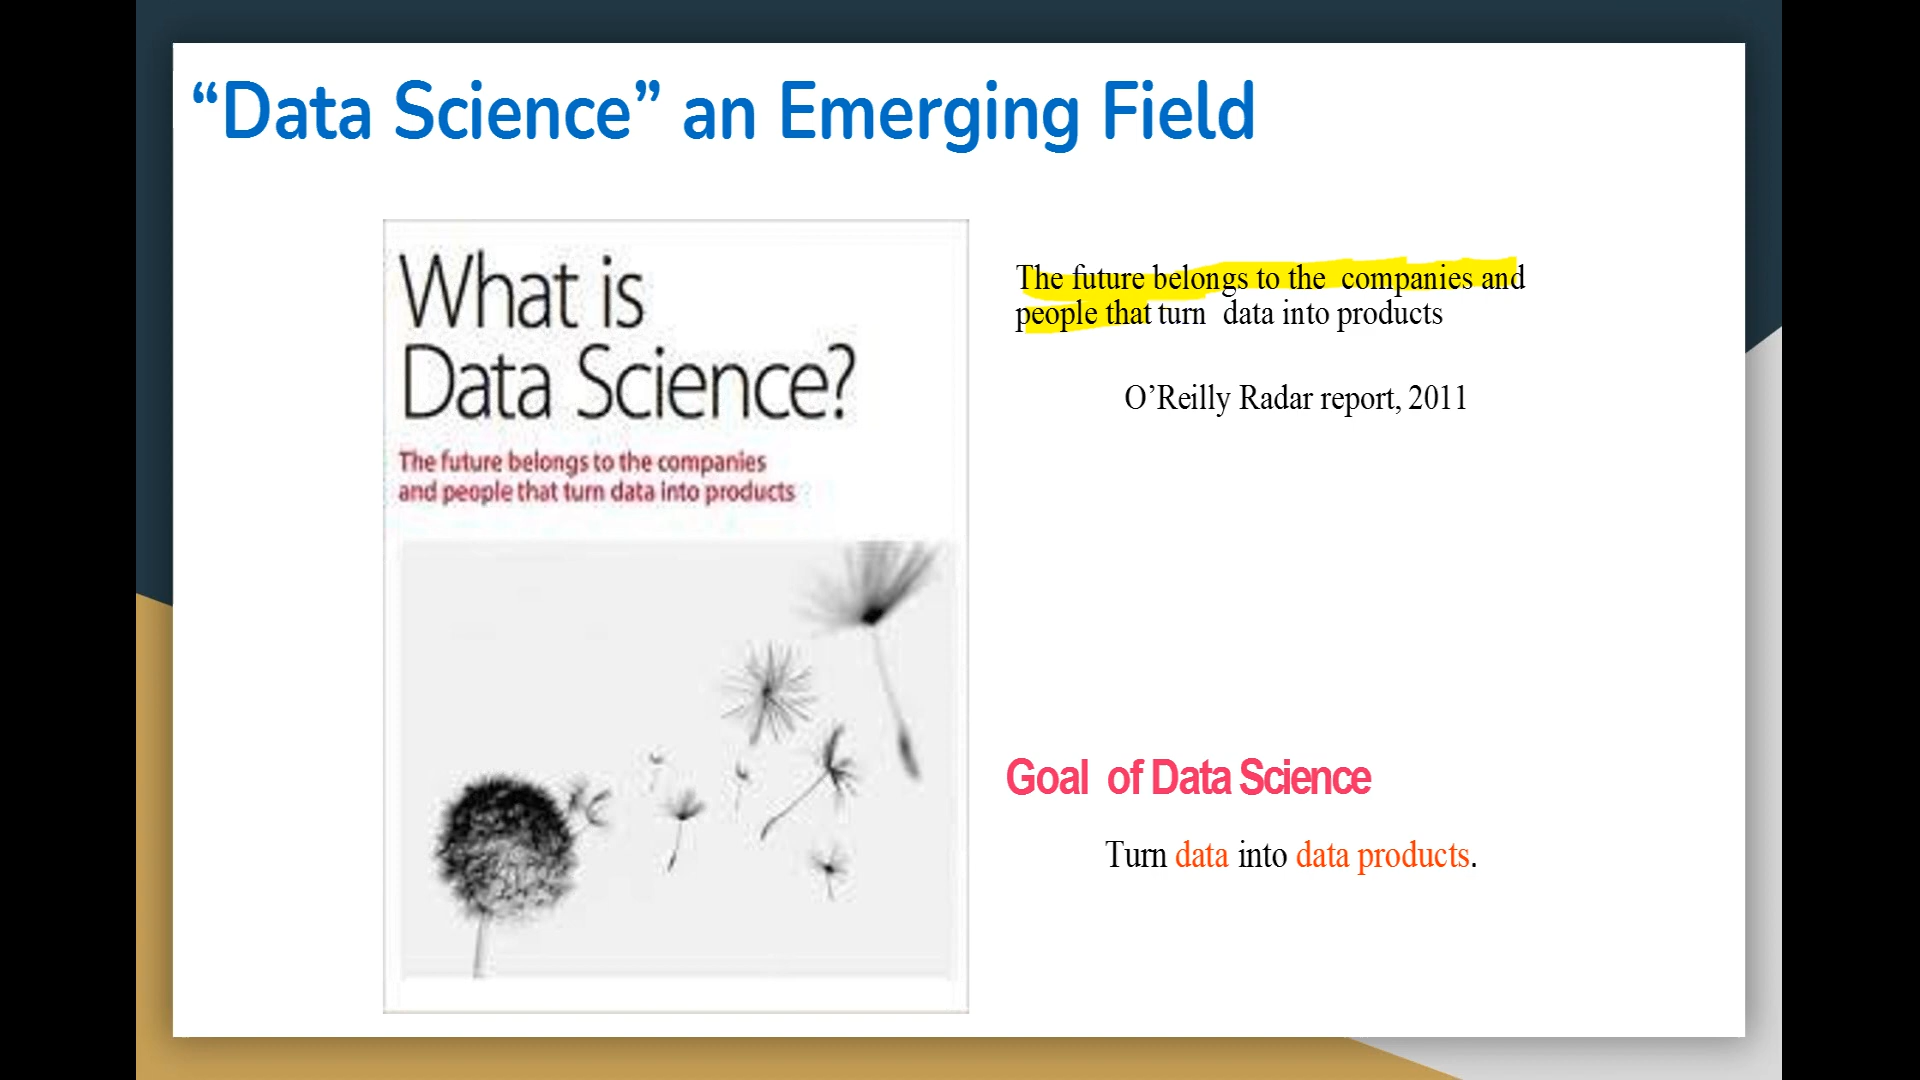 “Data Science” an Emerging Field
What is
Data Science?
The future belongs to the companies
and people that turn data into products
The future belongs to the companies and
people that turn data into products
O’Reilly Radar report, 2011
Goal of Data Science
Turn data into data products.